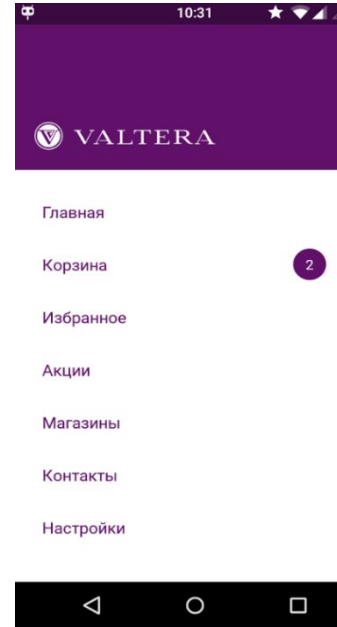 10:31
VALTERA
Главная
Корзина 2
Избранное
Акции
Магазины
Контакты
Настройки